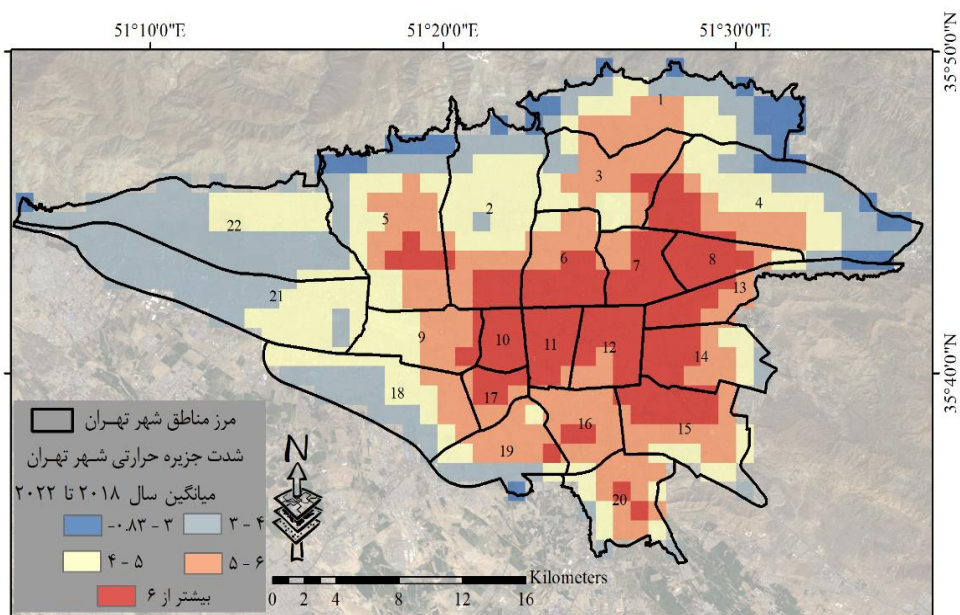 51°10'0"E 51°20'0"E 51°30'0"E
35°50'0"N
35°40'0"N
1
3
2
4
5
22
6
7
8
13
21
9
10
11
12
14
18
17
16
15
19
20
مرز مناطق شهر تهـران
شدت جزیره حرارتی شـهر تهـران
میانگین سال ۲۰۱۸ تا ۲۰۲۲
-۰.۸۳ - ۳
۳ - ۴
۴ - ۵
۵ - ۶
بیشتر از ۶
N
Kilometers
0 2 4 8 12 16